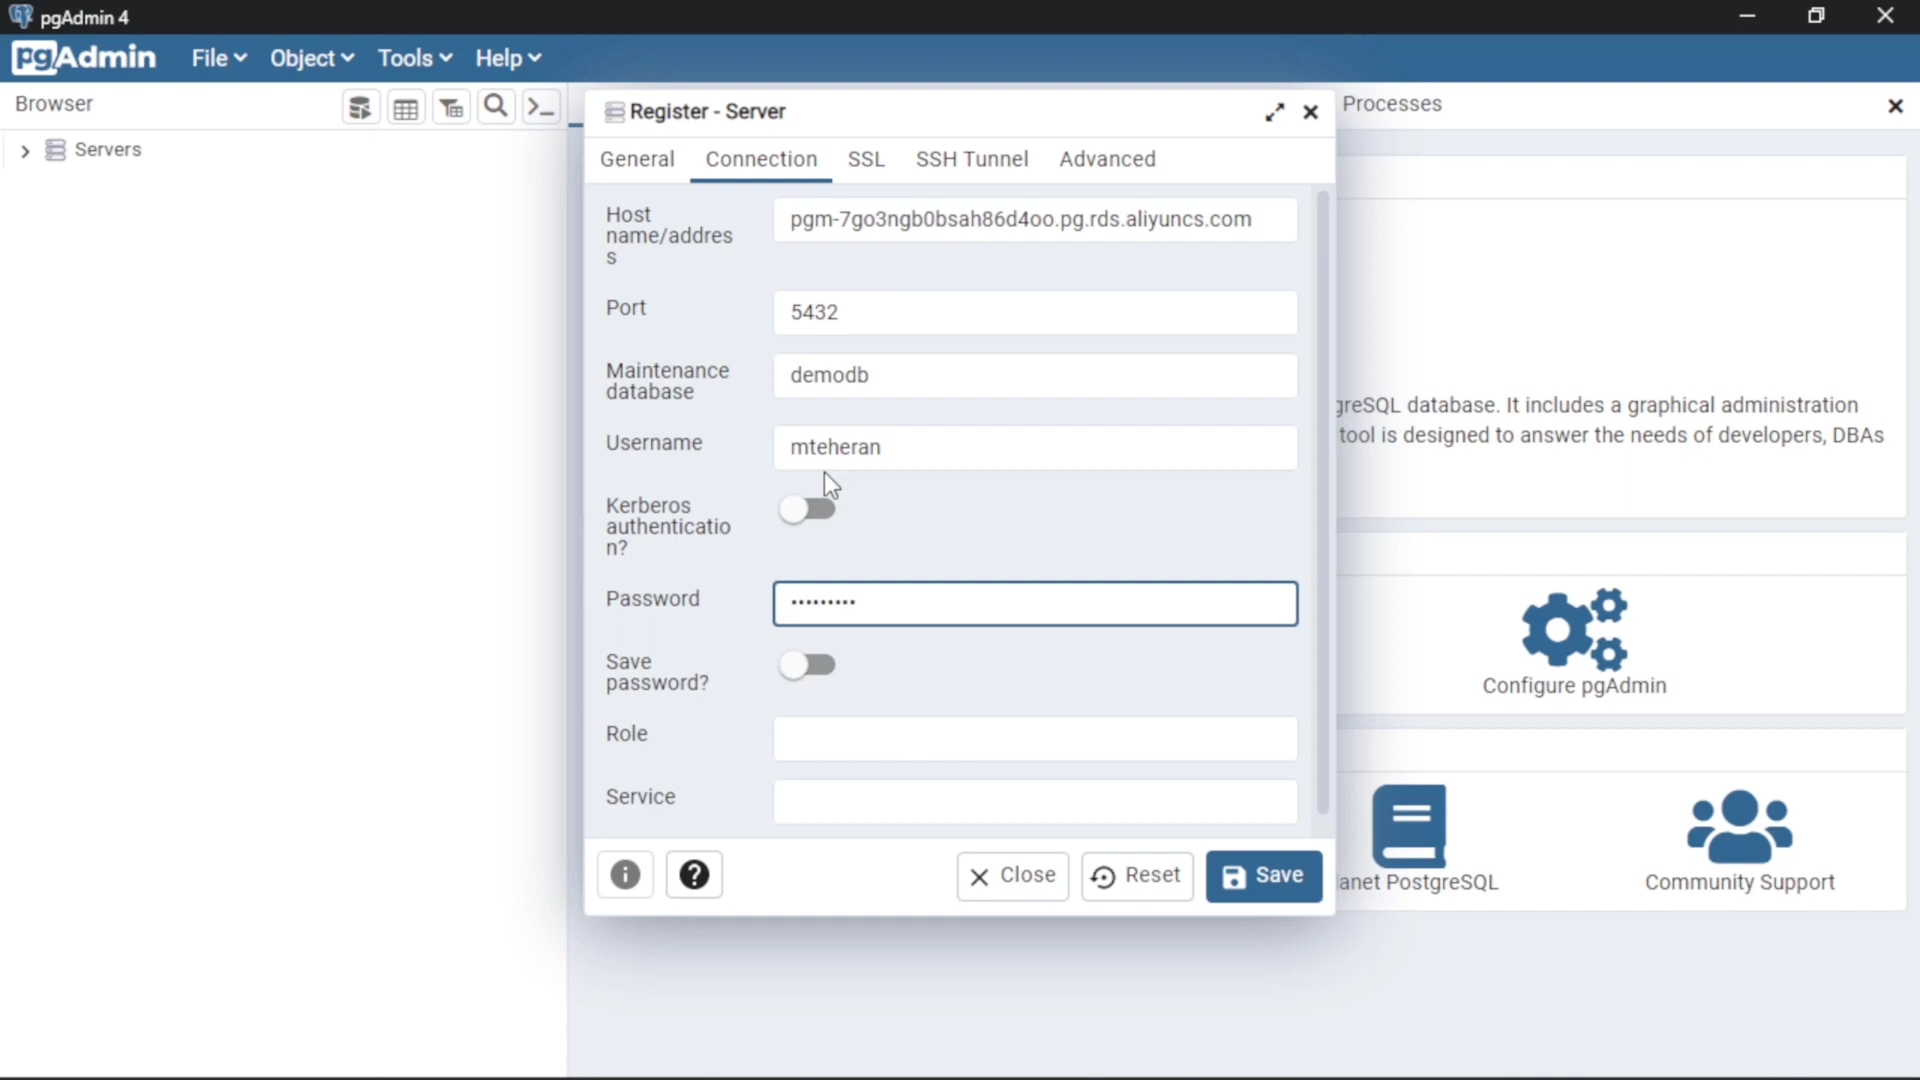 pgAdmin 4
pgAdmin File Object Tools Help
Browser
Servers
Register - Server
Processes
General Connection SSL SSH Tunnel Advanced
Host
name/addres
s
pgm-7go3ngb0bsah86d4oo.pg.rds.aliyuncs.com
Port
5432
Maintenance
database
demodb
Username
mteheran
Kerberos
authenticatio
n?
Password
•••••••••
Save
password?
Role
Service
Close
Reset
Save
greSQL database. It includes a graphical administration
tool is designed to answer the needs of developers, DBAs
Configure pgAdmin
anet PostgreSQL
Community Support